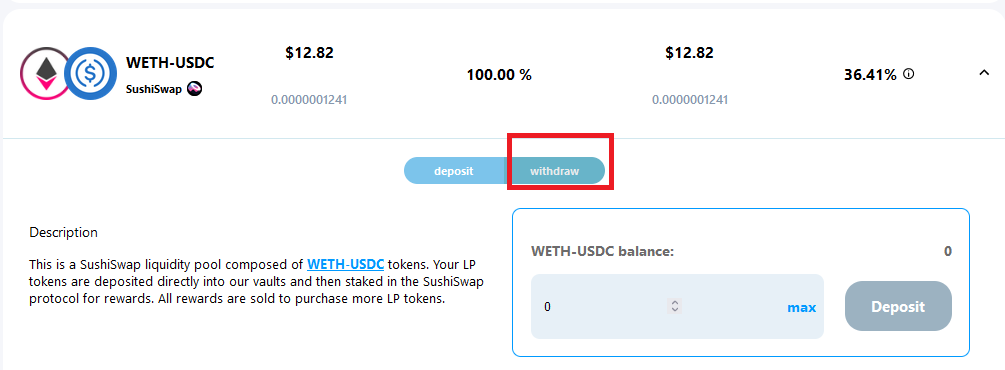 WETH-USDC
SushiSwap
$12.82
0.0000001241
100.00 %
$12.82
0.0000001241
36.41%
deposit
withdraw
Description
This is a SushiSwap liquidity pool composed of WETH-USDC tokens. Your LP
tokens are deposited directly into our vaults and then staked in the SushiSwap
protocol for rewards. All rewards are sold to purchase more LP tokens.
WETH-USDC balance:
0
0
max
Deposit